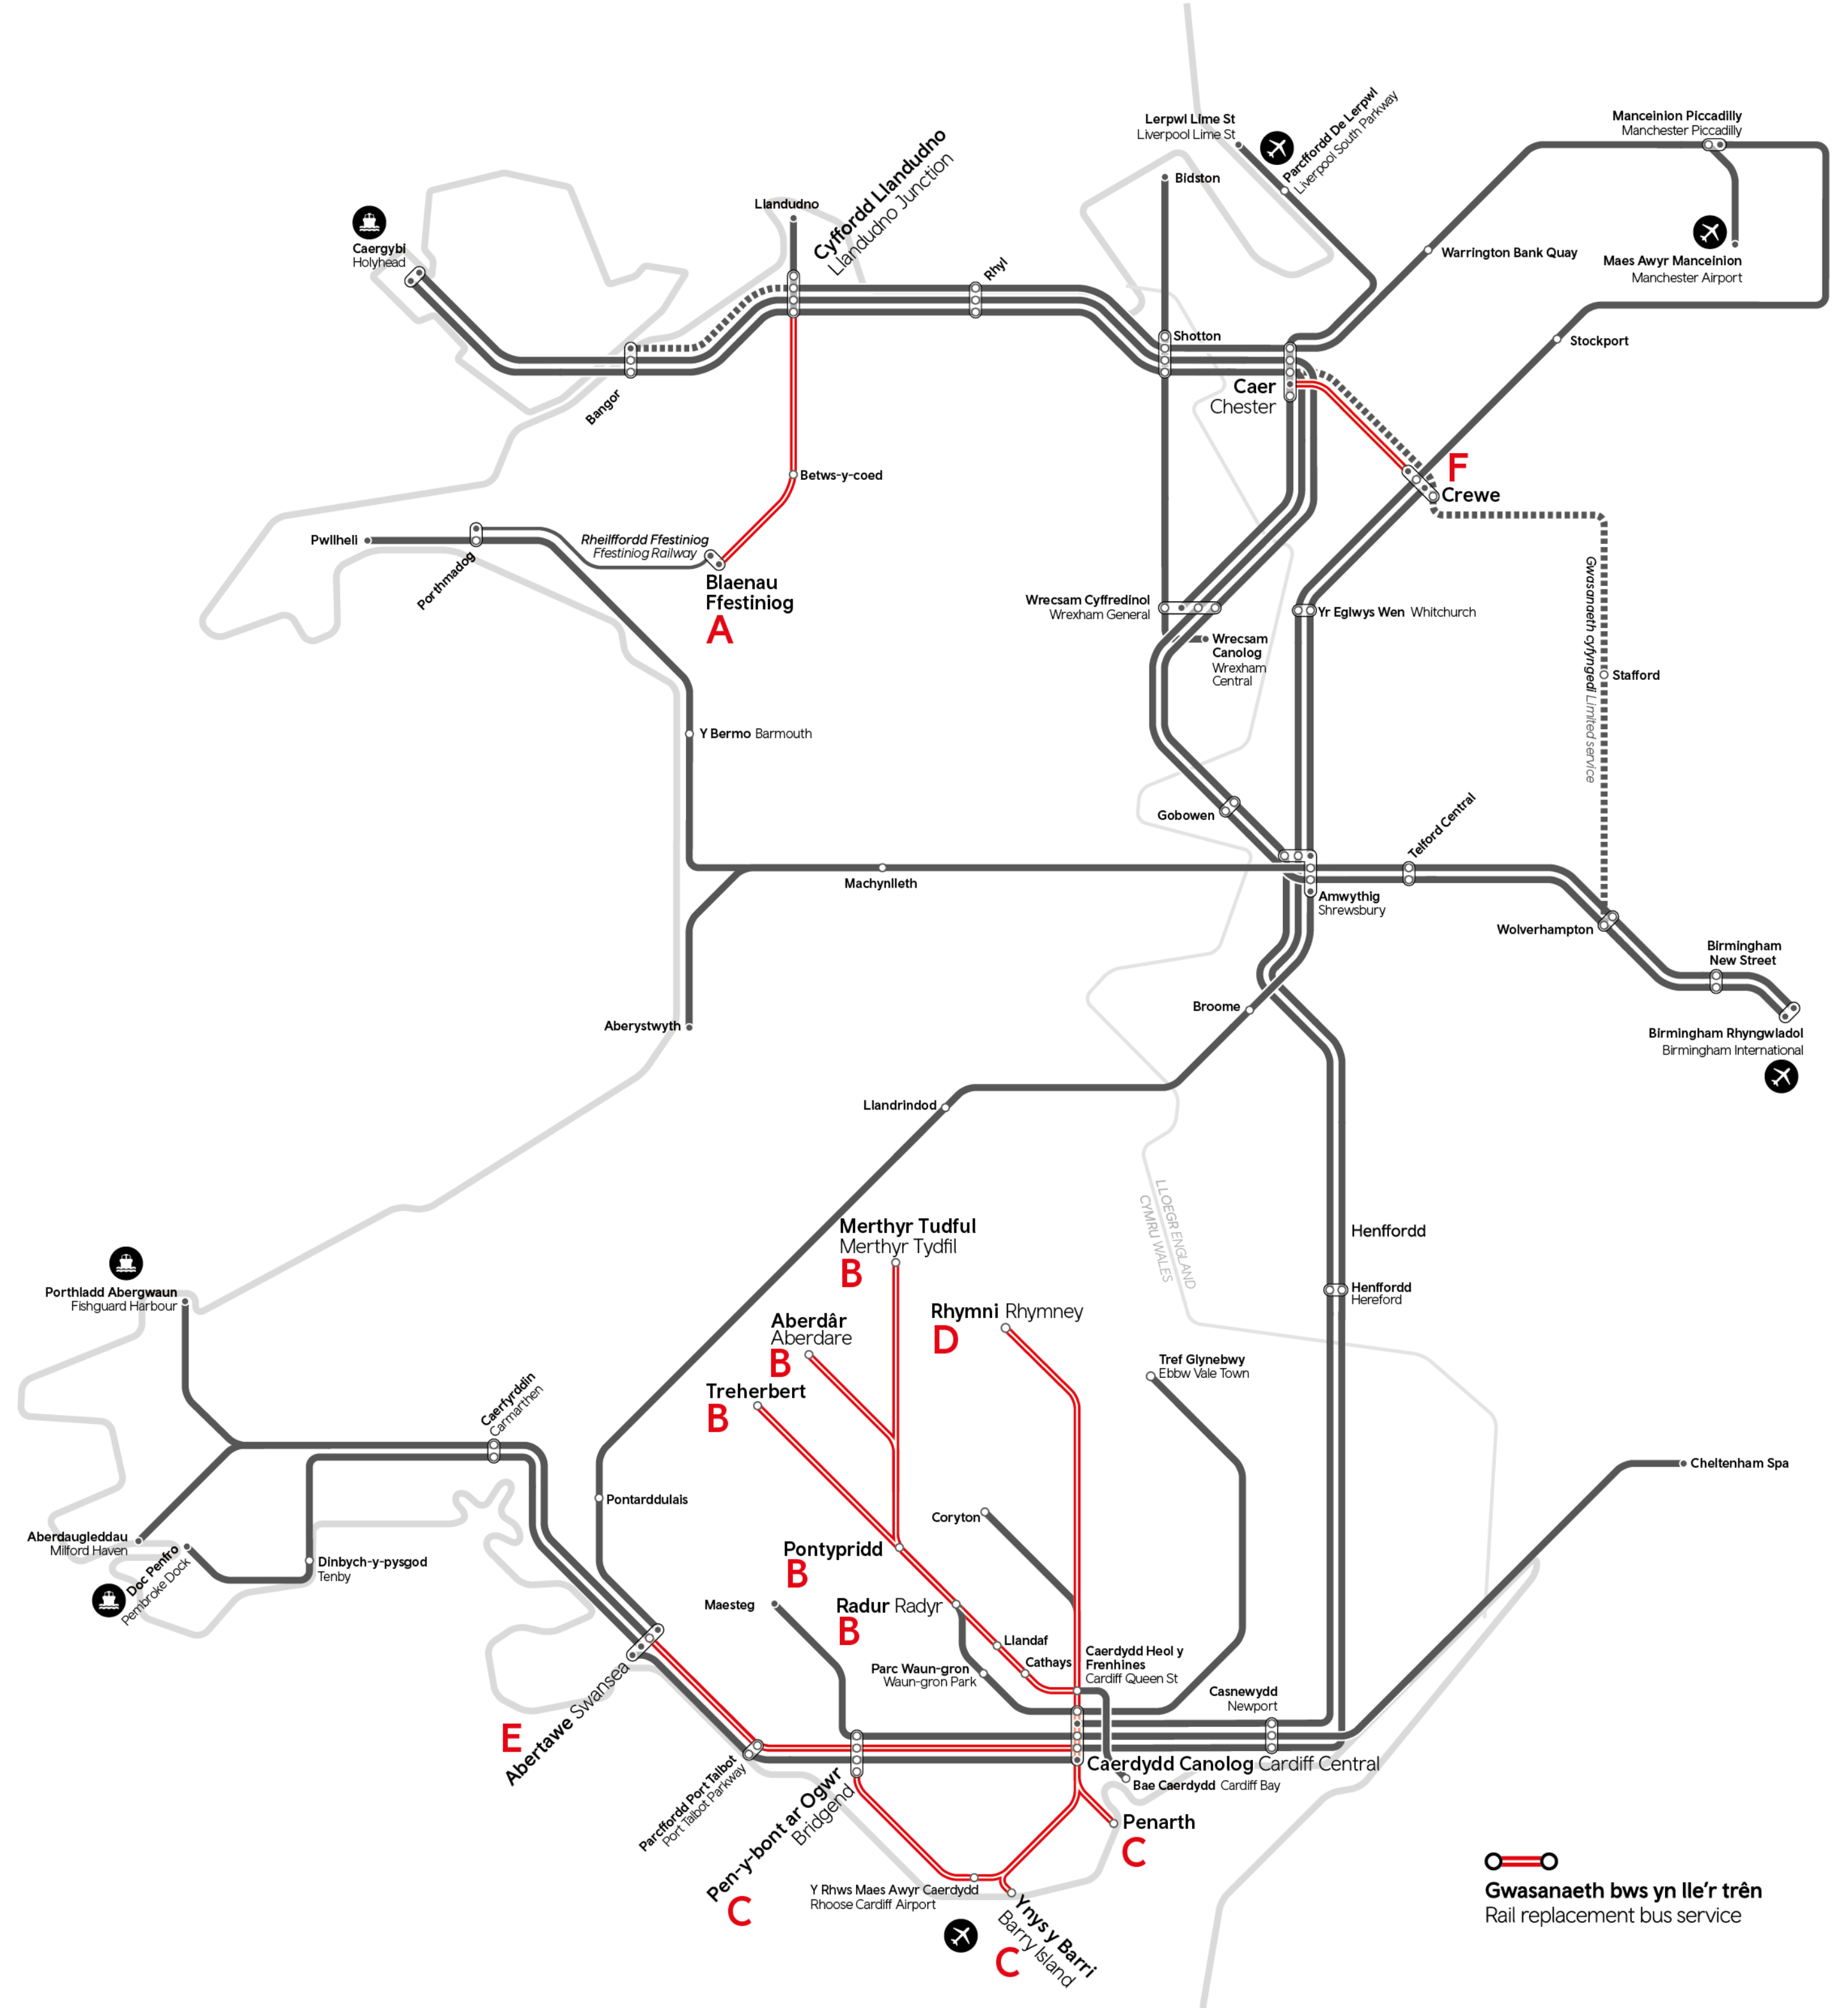 Lerpwl Lime St
Liverpool Lime St
Parcffordd De Lerpwl
Liverpool South Parkway
Manceinion Piccadilly
Manchester Piccadilly
Bidston
Llandudno
Cyffordd Llandudno
Llandudno Junction
Caergybi
Holyhead
Rhyl
Warrington Bank Quay
Maes Awyr Manceinion
Manchester Airport
Shotton
Stockport
Bangor
Caer
Chester
F
Crewe
Betws-y-coed
Pwllheli
Porthmadog
Rheilffordd Ffestiniog
Ffestiniog Railway
Blaenau
Ffestiniog
A
Wrecsam Cyffredinol
Wrexham General
Yr Eglwys Wen Whitchurch
Wrecsam
Canolog
Wrexham
Central
Gwasanaeth cyfyngedi Limited service
Stafford
Y Bermo Barmouth
Gobowen
Telford Central
Machynlleth
Amwythig
Shrewsbury
Wolverhampton
Birmingham
New Street
Broome
Aberystwyth
Birmingham Rhyngwladol
Birmingham International
Llandrindod
LLOEGR ENGLAND
CYMRU WALES
Merthyr Tudful
Merthyr Tydfil
B
Henffordd
Porthladd Abergwaun
Fishguard Harbour
Henffordd
Hereford
Aberdâr
Aberdare
B
Rhymni Rhymney
D
Treherbert
B
Tref Glynebwy
Ebbw Vale Town
Caerfyrddin
Carmarthen
Cheltenham Spa
Pontarddulais
Coryton
Aberdaugleddau
Milford Haven
Doc Penfro
Pembroke Dock
Dinbych-y-pysgod
Tenby
Pontypridd
B
Maesteg
Radur Radyr
B
Llandaf
Cathays
Caerdydd Heol y
Frenhines
Cardiff Queen St
Parc Waun-gron
Waun-gron Park
Casnewydd
Newport
E
Abertawe Swansea
Parcffordd Port Talbot
Port Talbot Parkway
Pen-y-bont ar Ogwr
Bridgend
C
Caerdydd Canolog Cardiff Central
Bae Caerdydd Cardiff Bay
Penarth
C
Y Rhws Maes Awyr Caerdydd
Rhoose Cardiff Airport
Ynys y Barri
Barry Island
C
Gwasanaeth bws yn lle’r trên
Rail replacement bus service